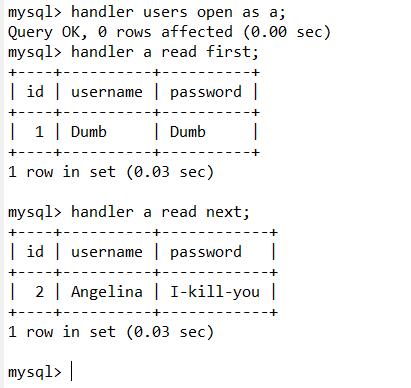 mysql> handler users open as a;
Query OK, 0 rows affected (0.00 sec)
mysql> handler a read first;
+----+----------+----------+
| id | username | password |
+----+----------+----------+
|  1 | Dumb     | Dumb     |
+----+----------+----------+
1 row in set (0.03 sec)

mysql> handler a read next;
+----+----------+------------+
| id | username | password   |
+----+----------+------------+
|  2 | Angelina | I-kill-you |
+----+----------+------------+
1 row in set (0.03 sec)

mysql>